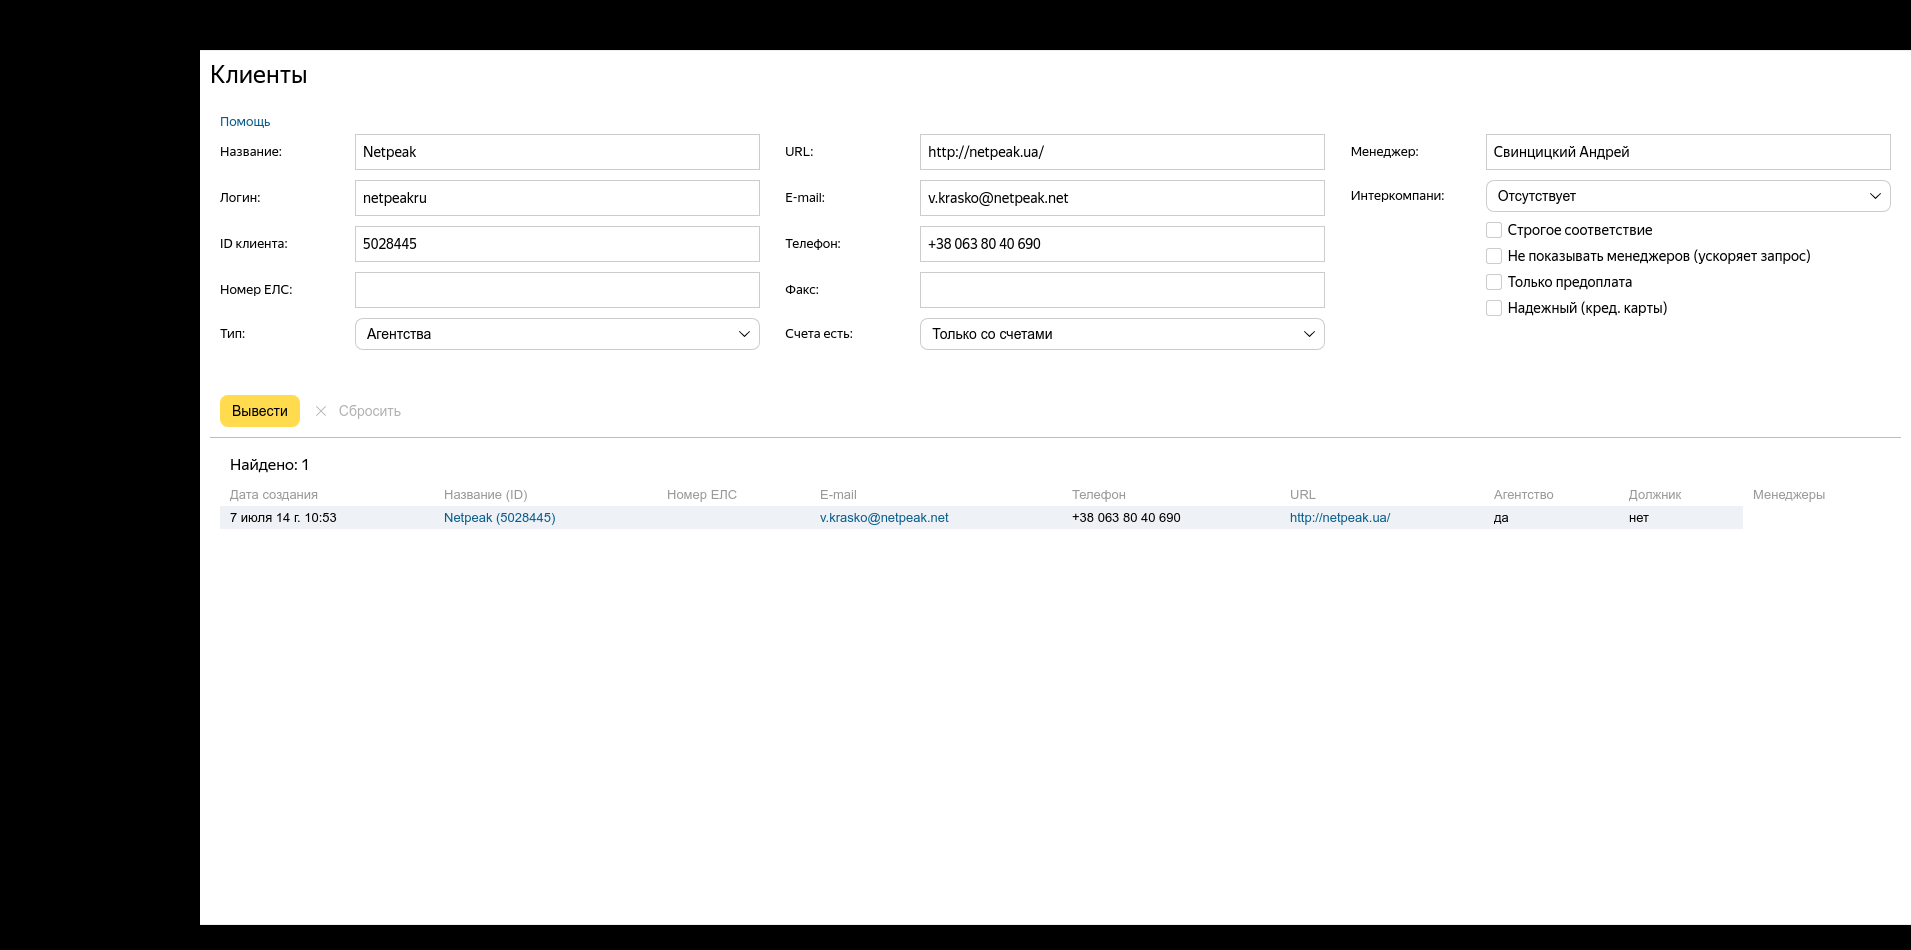 Клиенты
Помощь
Название: Netpeak URL: http://netpeak.ua/ Менеджер: Свинцицкий Андрей
Логин: netpeakru E-mail: v.krasko@netpeak.net Интеркомпани: Отсутствует
ID клиента: 5028445 Телефон: +38 063 80 40 690 Строгое соответствие
Не показывать менеджеров (ускоряет запрос)
Номер ЕЛС: Факс: Только предоплата
Надежный (кред. карты)
Тип: Агентства Счета есть: Только со счетами
Вывести Сбросить
Найдено: 1
Дата создания Название (ID) Номер ЕЛС E-mail Телефон URL Агентство Должник Менеджеры
7 июля 14 г. 10:53 Netpeak (5028445) v.krasko@netpeak.net +38 063 80 40 690 http://netpeak.ua/ да нет